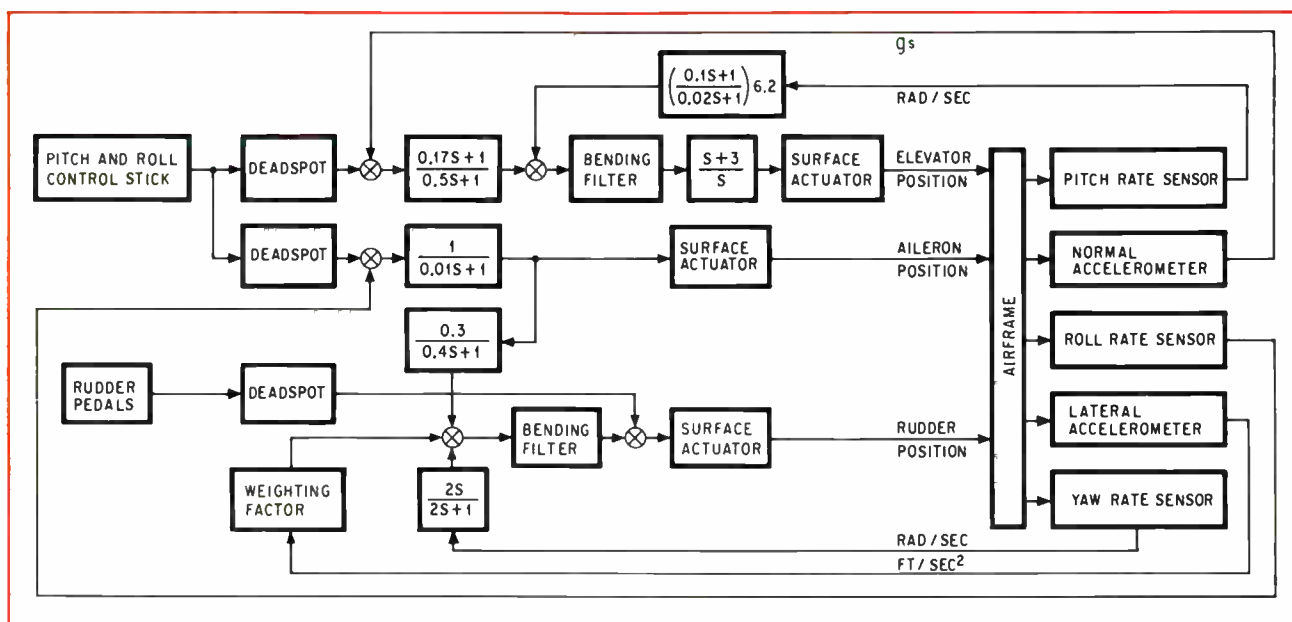 gs
(0.1S+1 / 0.02S+1) 6.2
RAD / SEC
PITCH AND ROLL
CONTROL STICK
DEADSPOT
0.17S+1
0.5S+1
BENDING
FILTER
S+3
S
SURFACE
ACTUATOR
ELEVATOR
POSITION
PITCH RATE SENSOR
DEADSPOT
1
0.01S+1
SURFACE
ACTUATOR
AILERON
POSITION
NORMAL
ACCELEROMETER
AIRFRAME
0.3
0.4S+1
ROLL RATE SENSOR
RUDDER
PEDALS
DEADSPOT
BENDING
FILTER
SURFACE
ACTUATOR
RUDDER
POSITION
LATERAL
ACCELEROMETER
WEIGHTING
FACTOR
2S
2S+1
YAW RATE SENSOR
RAD / SEC
FT/SEC²